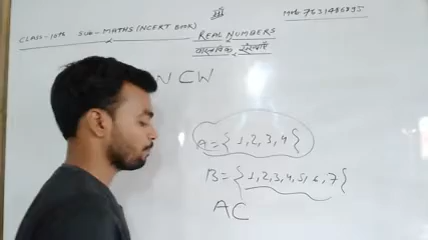 माँ
CLASS-10th SUB-MATHS (NCERT BOOK)
REAL NUMBERS
वास्तविक संख्याएँ
N C W
A = { 1, 2, 3, 4 }
B = { 1, 2, 3, 4, 5, 6, 7 }
AC